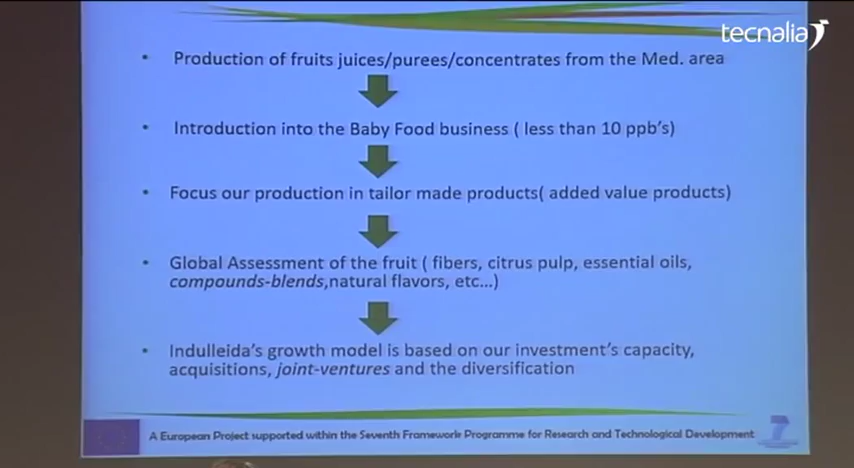 tecnalia
• Production of fruits juices/purees/concentrates from the Med. area
• Introduction into the Baby Food business ( less than 10 ppb's)
• Focus our production in tailor made products( added value products)
• Global Assessment of the fruit ( fibers, citrus pulp, essential oils,
compounds-blends,natural flavors, etc...)
• Indulleida's growth model is based on our investment's capacity,
acquisitions, joint-ventures and the diversification
A European Project supported within the Seventh Framework Programme for Research and Technological Development
7